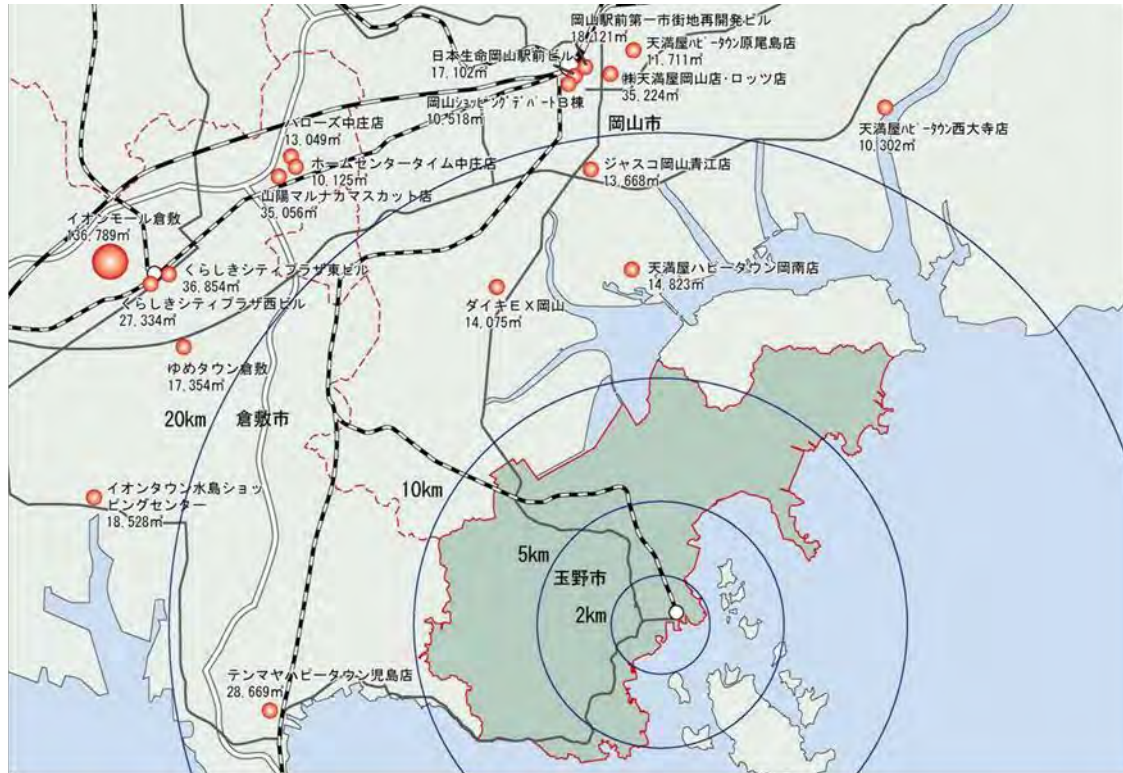 岡山駅前第一市街地再開発ビル
18,121㎡
天満屋ﾊﾋﾟｰﾀｳﾝ原尾島店
11,711㎡
日本生命岡山駅前ビル
17,102㎡
㈱天満屋岡山店・ロッツ店
35,224㎡
岡山ｼｮｯﾋﾟﾝｸﾞﾃﾞﾊﾟｰﾄB棟
10,518㎡
岡山市
天満屋ﾊﾋﾟｰﾀｳﾝ西大寺店
10,302㎡
ハローズ中庄店
13,049㎡
ホームセンタータイム中庄店
10,125㎡
ジャスコ岡山青江店
13,668㎡
山陽マルナカマスカット店
35,056㎡
イオンモール倉敷
136,789㎡
くらしきシティプラザ東ビル
36,854㎡
くらしきシティプラザ西ビル
27,334㎡
天満屋ハピータウン岡南店
14,823㎡
ダイキEX岡山
14,075㎡
ゆめタウン倉敷
17,354㎡
20km
倉敷市
10km
イオンタウン水島ショッ
ピングセンター
18,528㎡
5km
玉野市
2km
テンマヤハピータウン児島店
28,669㎡